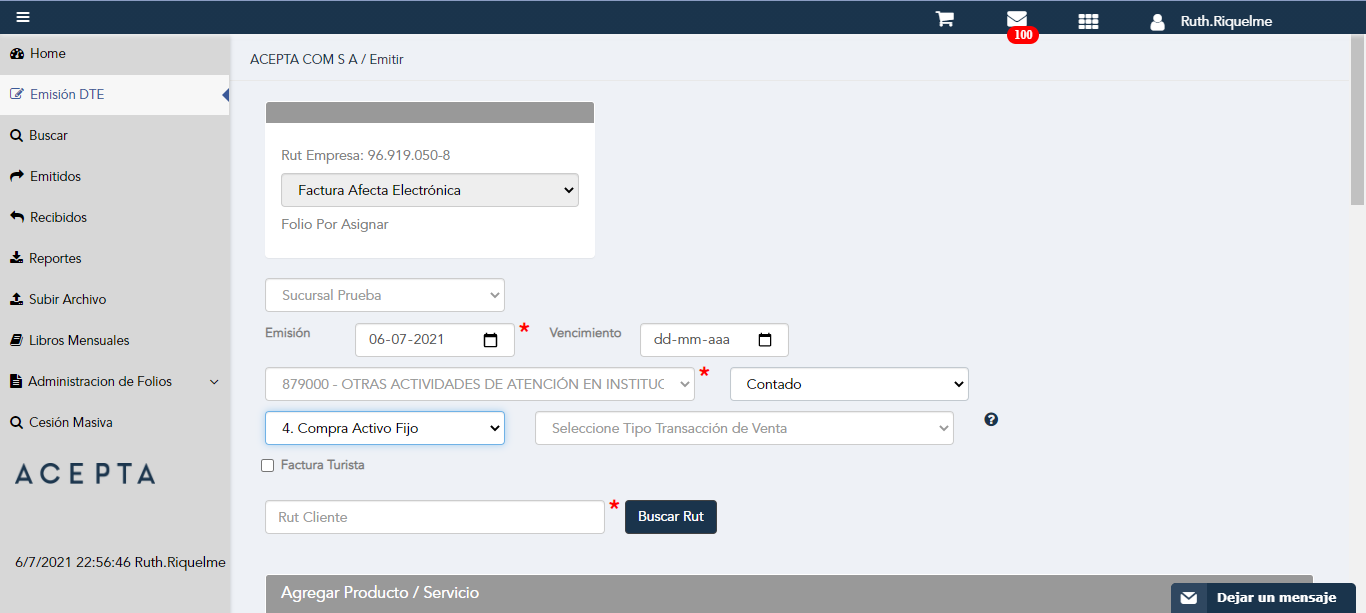 Ruth.Riquelme
100
Home
Emisión DTE
Buscar
Emitidos
Recibidos
Reportes
Subir Archivo
Libros Mensuales
Administracion de Folios
Cesión Masiva
ACEPTA
6/7/2021 22:56:46 Ruth.Riquelme
ACEPTA COM S A / Emitir
Rut Empresa: 96.919.050-8
Factura Afecta Electrónica
Folio Por Asignar
Sucursal Prueba
Emisión 06-07-2021 * Vencimiento dd-mm-aaa
879000 - OTRAS ACTIVIDADES DE ATENCIÓN EN INSTITUC * Contado
4. Compra Activo Fijo Seleccione Tipo Transacción de Venta ?
Factura Turista
Rut Cliente * Buscar Rut
Agregar Producto / Servicio
Dejar un mensaje